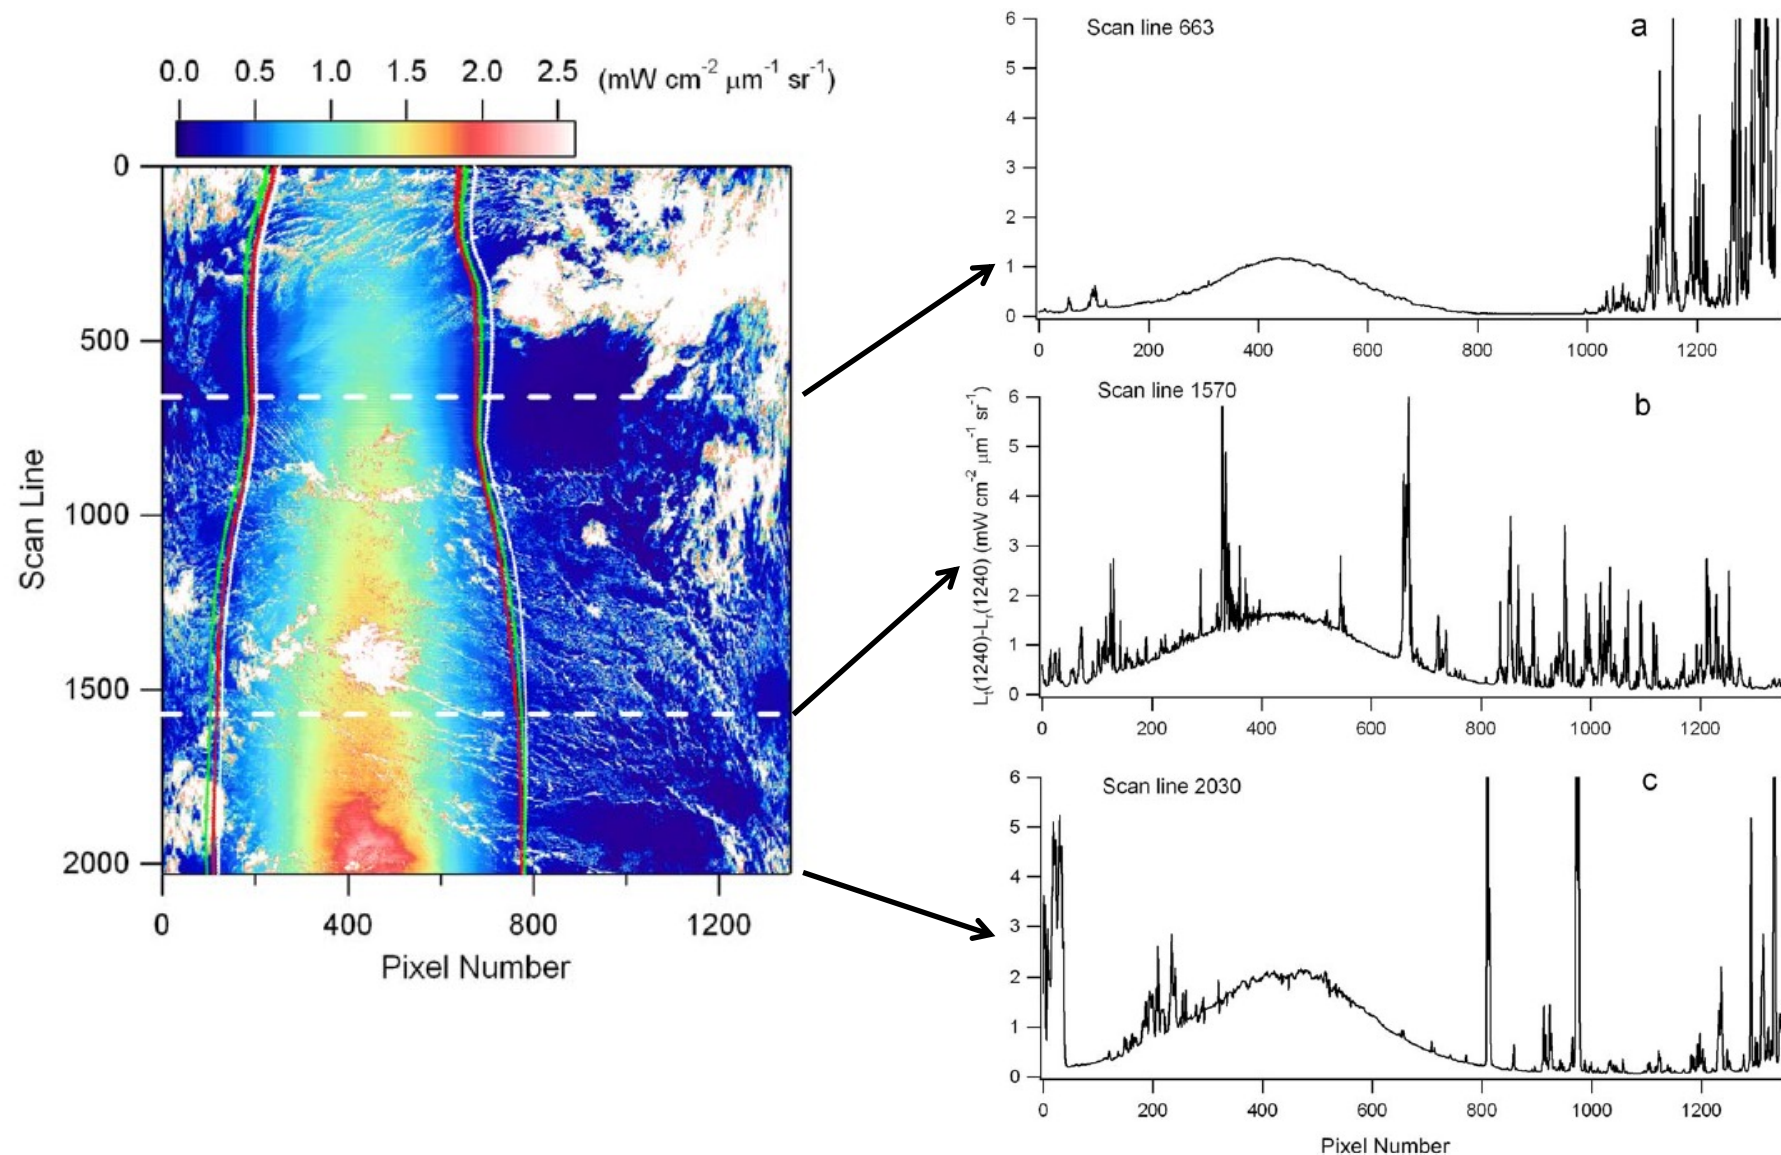 0.0 0.5 1.0 1.5 2.0 2.5 (mW cm⁻² μm⁻¹ sr⁻¹)
Scan Line
0
500
1000
1500
2000
0 400 800 1200
Pixel Number
Scan line 663
a
6
5
4
3
2
1
0
0 200 400 600 800 1000 1200
Scan line 1570
b
Lₜ(1240)-Lᵣ(1240) (mW cm⁻² μm⁻¹ sr⁻¹)
6
5
4
3
2
1
0
0 200 400 600 800 1000 1200
Scan line 2030
c
6
5
4
3
2
1
0
0 200 400 600 800 1000 1200
Pixel Number